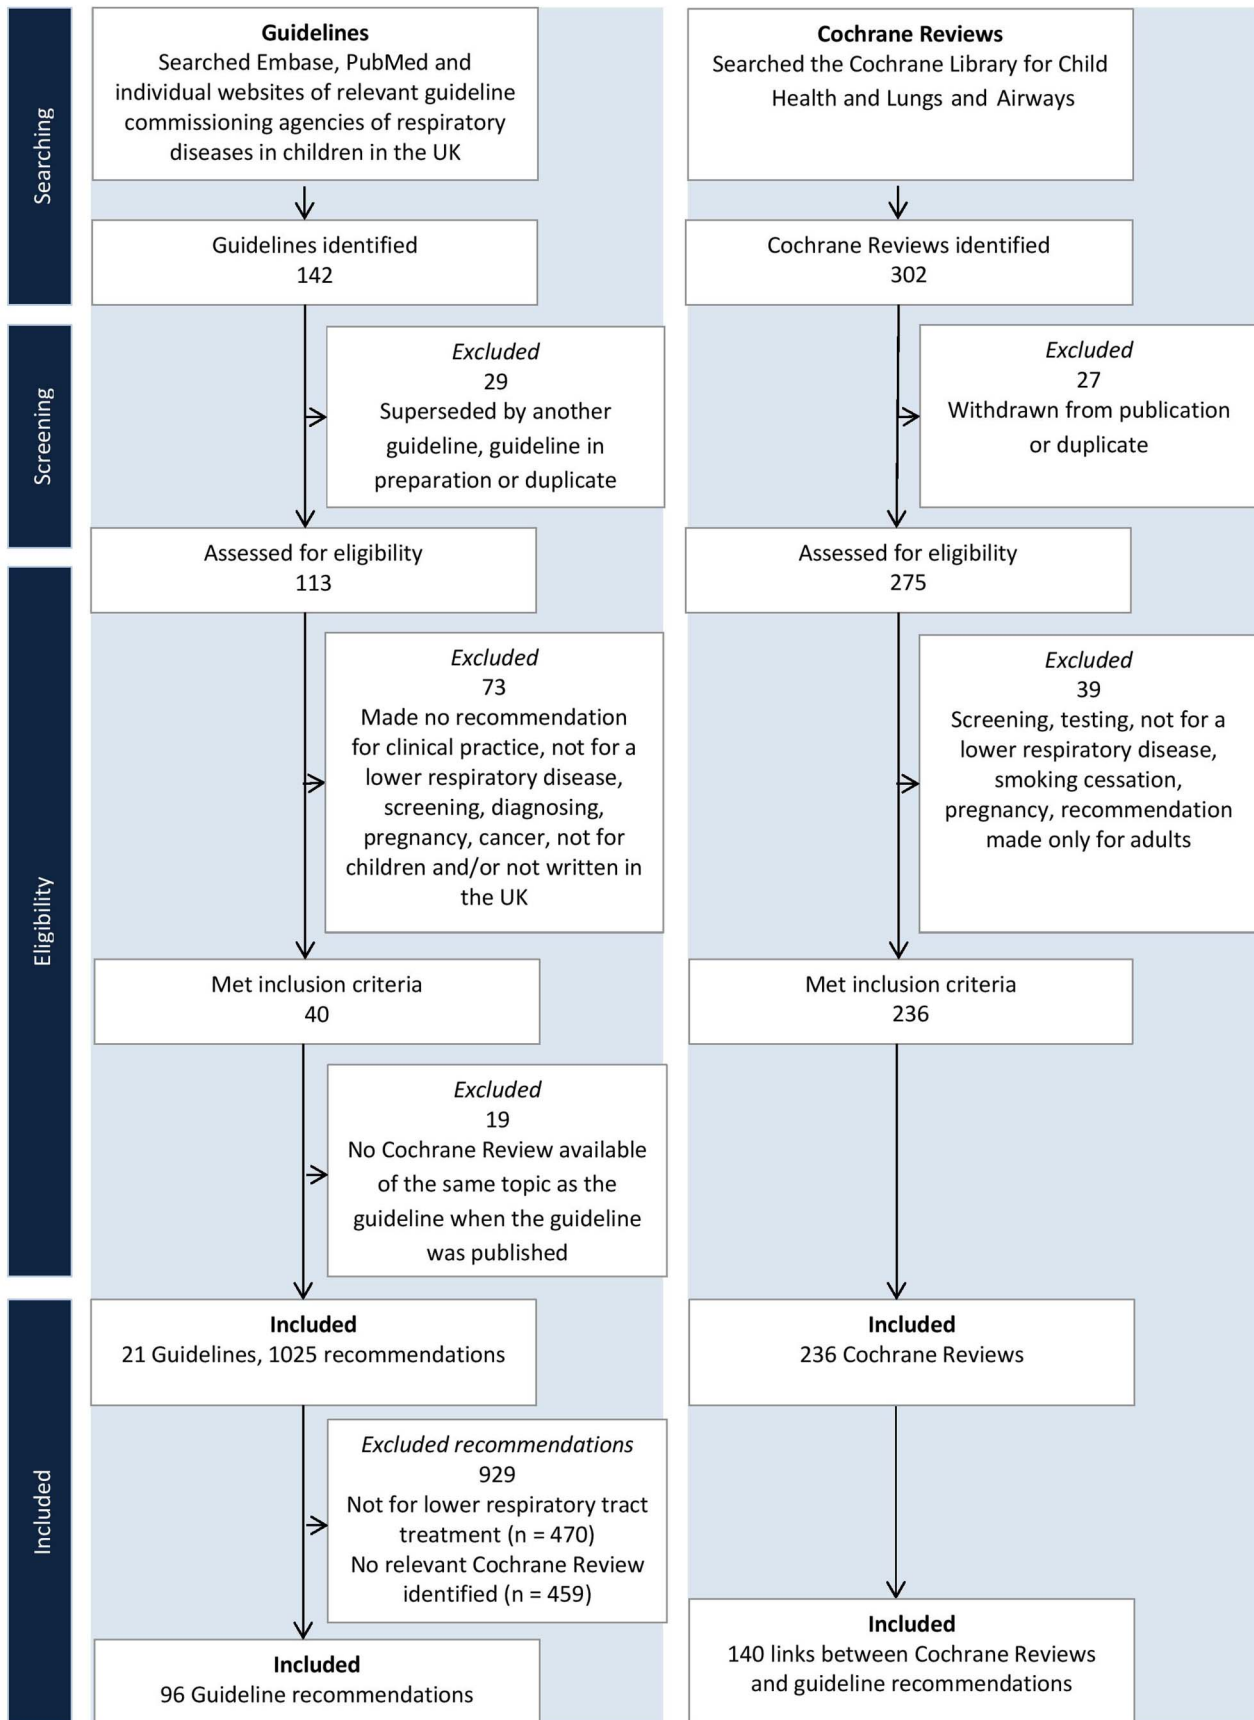 Searching
Guidelines
Searched Embase, PubMed and
individual websites of relevant guideline
commissioning agencies of respiratory
diseases in children in the UK
Cochrane Reviews
Searched the Cochrane Library for Child
Health and Lungs and Airways
Guidelines identified
142
Cochrane Reviews identified
302
Screening
Excluded
29
Superseded by another
guideline, guideline in
preparation or duplicate
Excluded
27
Withdrawn from publication
or duplicate
Eligibility
Assessed for eligibility
113
Assessed for eligibility
275
Excluded
73
Made no recommendation
for clinical practice, not for a
lower respiratory disease,
screening, diagnosing,
pregnancy, cancer, not for
children and/or not written in
the UK
Excluded
39
Screening, testing, not for a
lower respiratory disease,
smoking cessation,
pregnancy, recommendation
made only for adults
Met inclusion criteria
40
Met inclusion criteria
236
Excluded
19
No Cochrane Review available
of the same topic as the
guideline when the guideline
was published
Included
Included
21 Guidelines, 1025 recommendations
Included
236 Cochrane Reviews
Excluded recommendations
929
Not for lower respiratory tract
treatment (n = 470)
No relevant Cochrane Review
identified (n = 459)
Included
96 Guideline recommendations
Included
140 links between Cochrane Reviews
and guideline recommendations